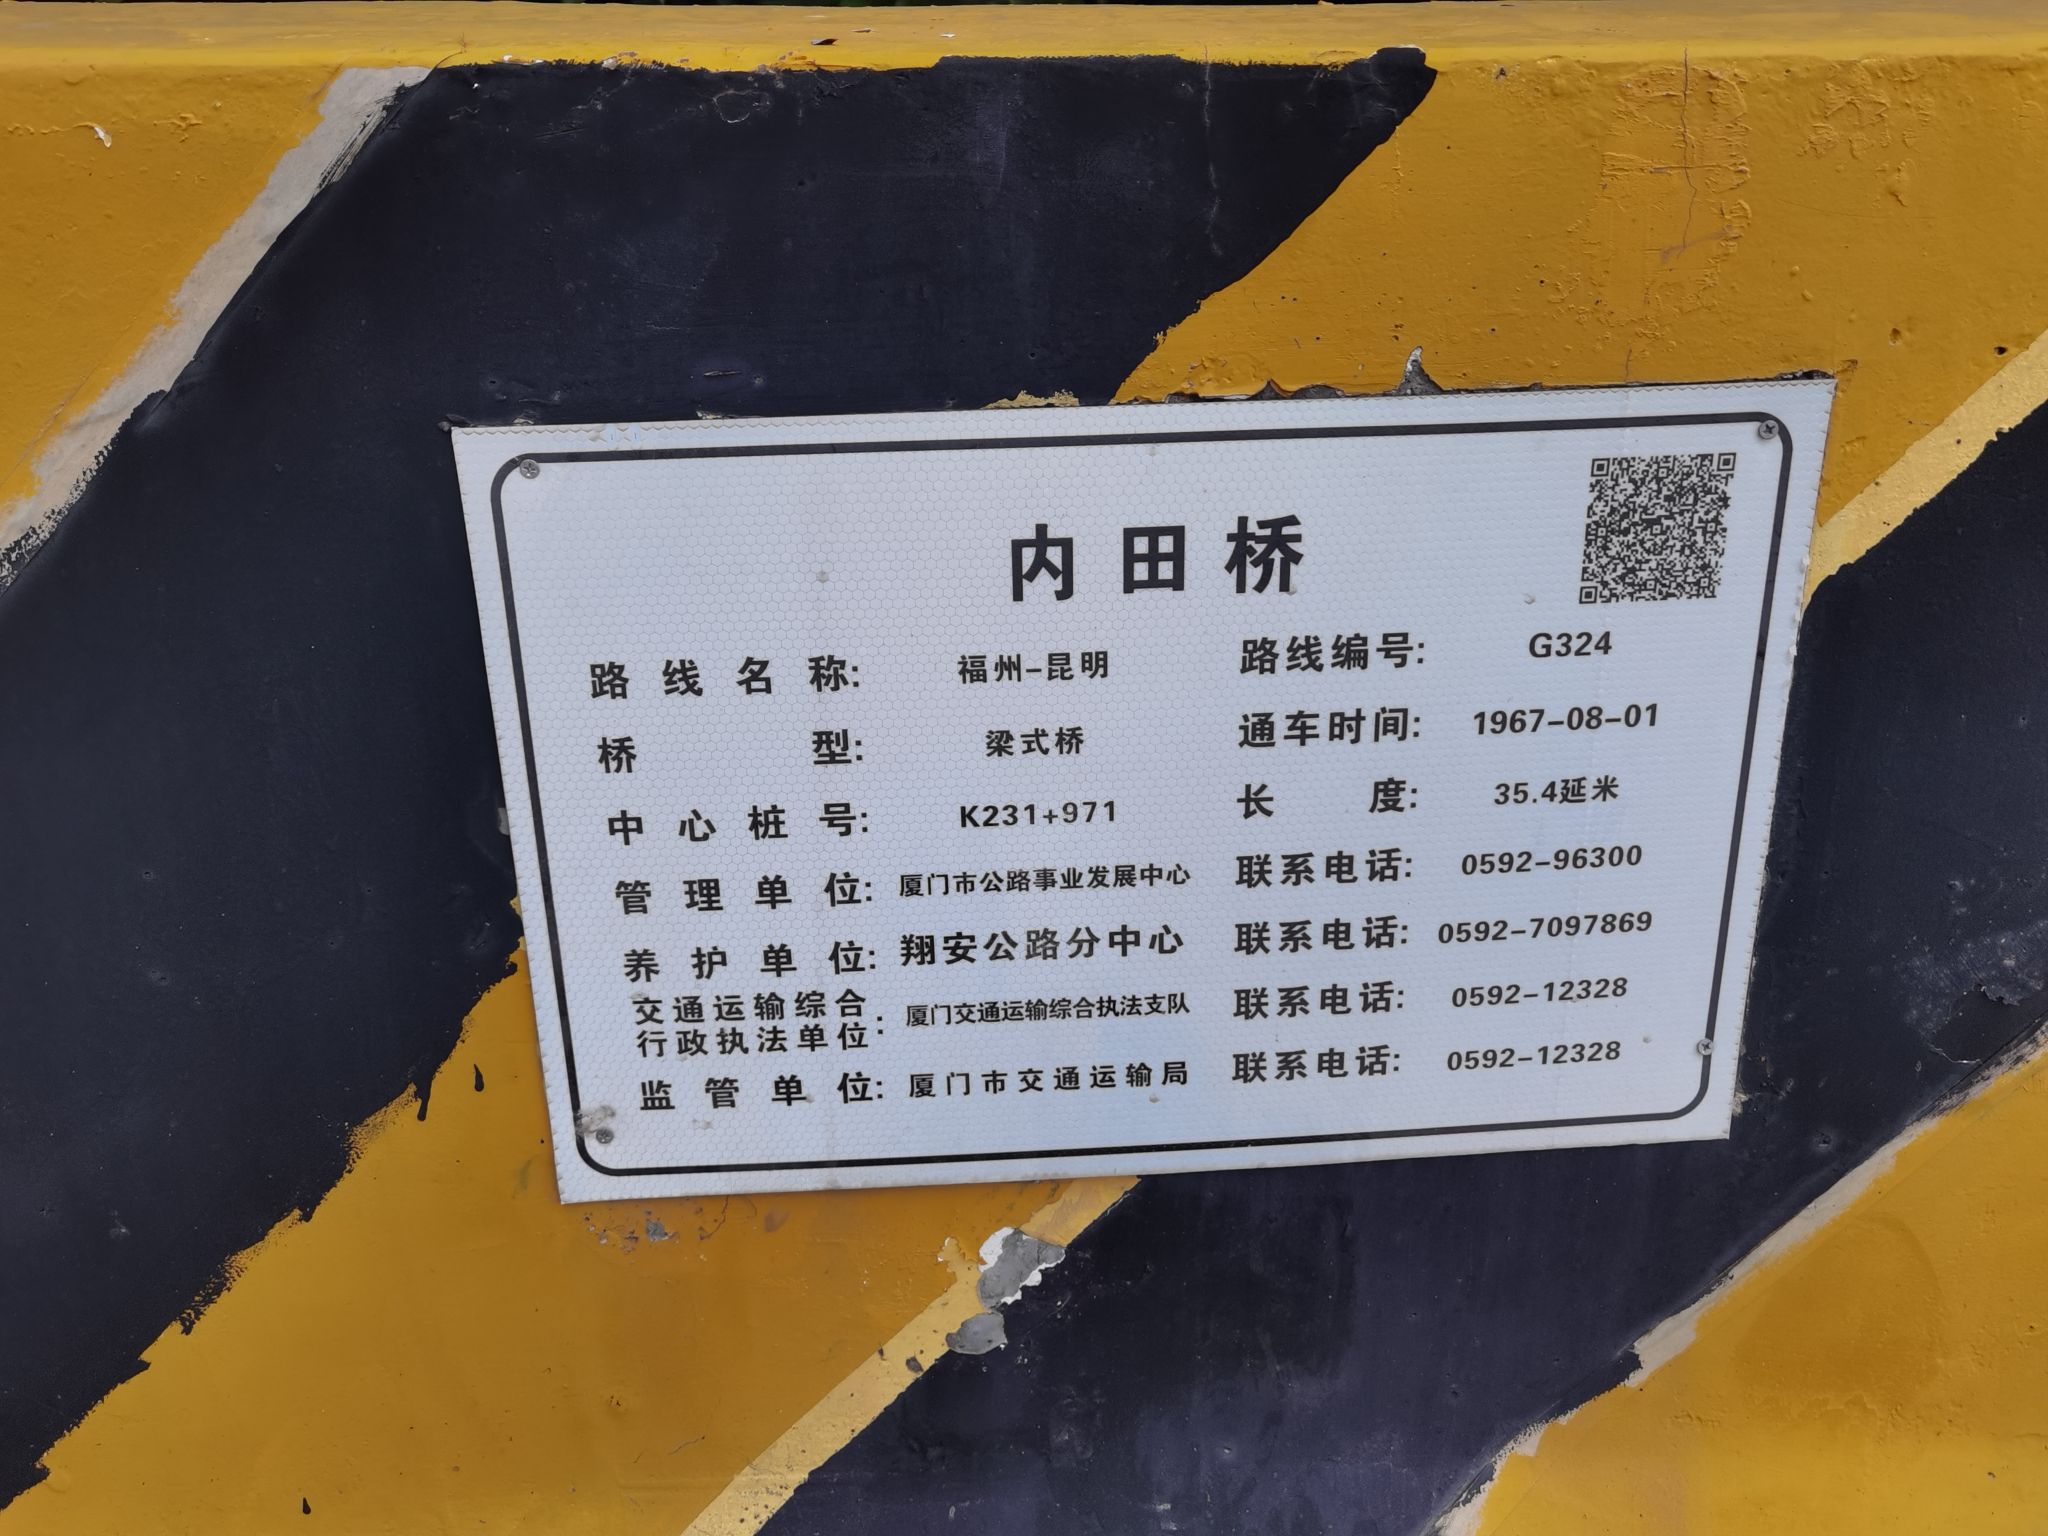 内田桥
路线名称: 福州-昆明 路线编号: G324
桥型: 梁式桥 通车时间: 1967-08-01
中心桩号: K231+971 长度: 35.4延米
管理单位: 厦门市公路事业发展中心 联系电话: 0592-96300
养护单位: 翔安公路分中心 联系电话: 0592-7097869
交通运输综合
行政执法单位: 厦门交通运输综合执法支队 联系电话: 0592-12328
监管单位: 厦门市交通运输局 联系电话: 0592-12328